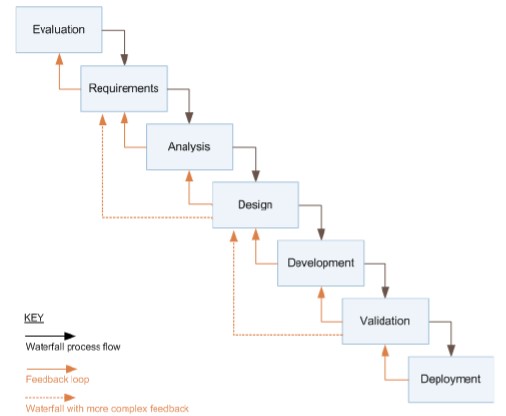 Evaluation
Requirements
Analysis
Design
Development
Validation
Deployment
KEY
Waterfall process flow
Feedback loop
Waterfall with more complex feedback